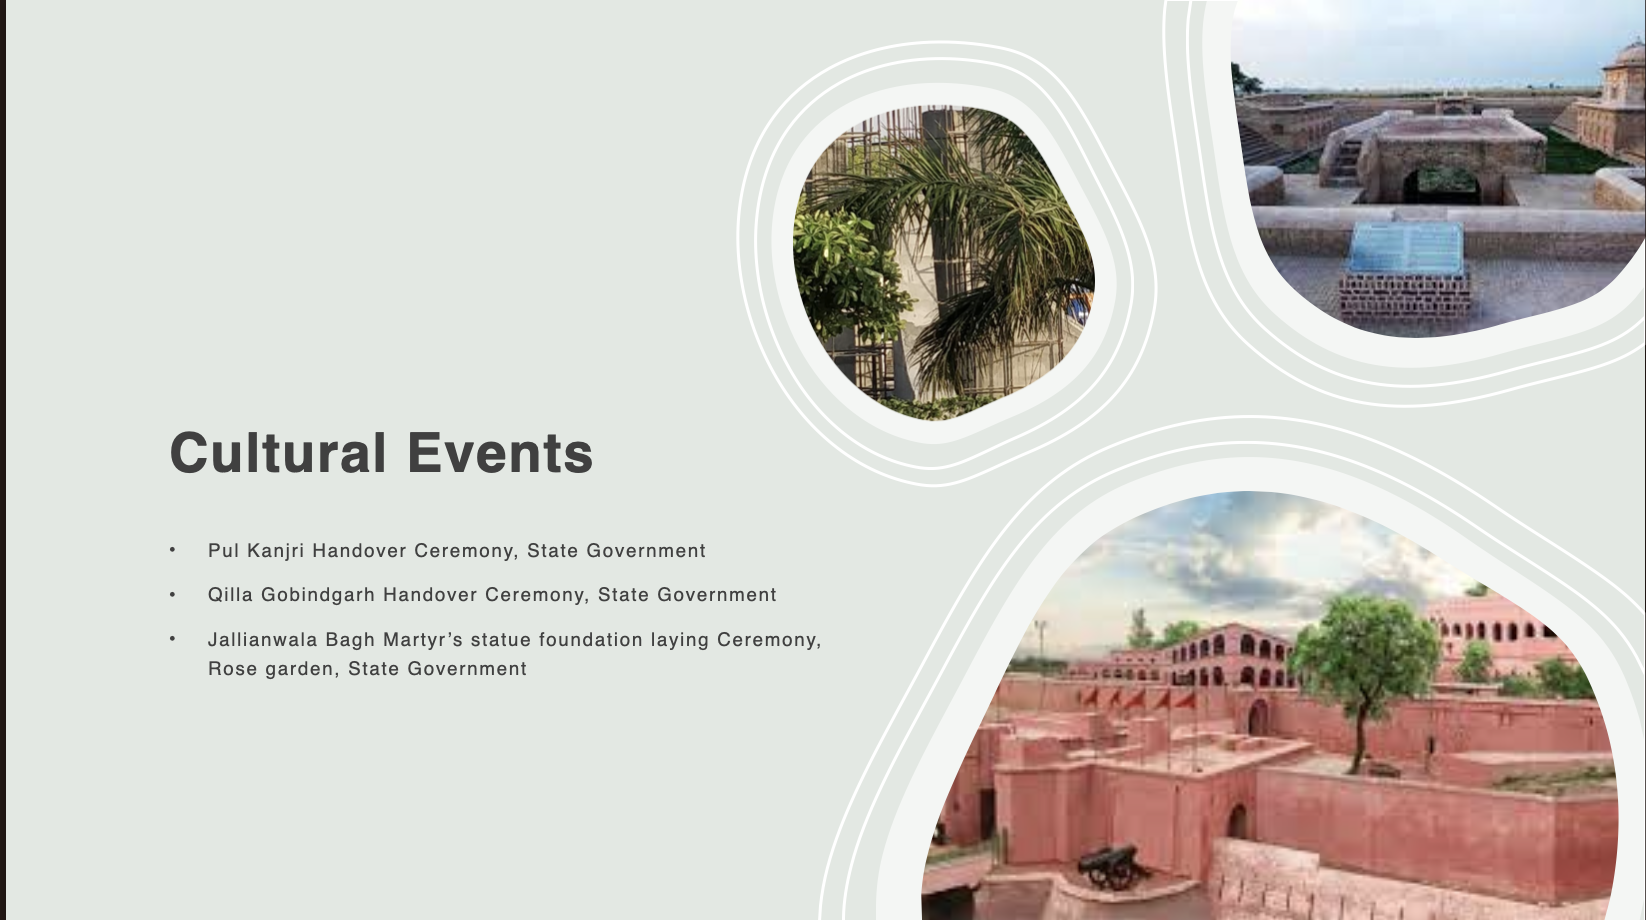 Cultural Events
• Pul Kanjri Handover Ceremony, State Government
• Qilla Gobindgarh Handover Ceremony, State Government
• Jallianwala Bagh Martyr’s statue foundation laying Ceremony,
Rose garden, State Government